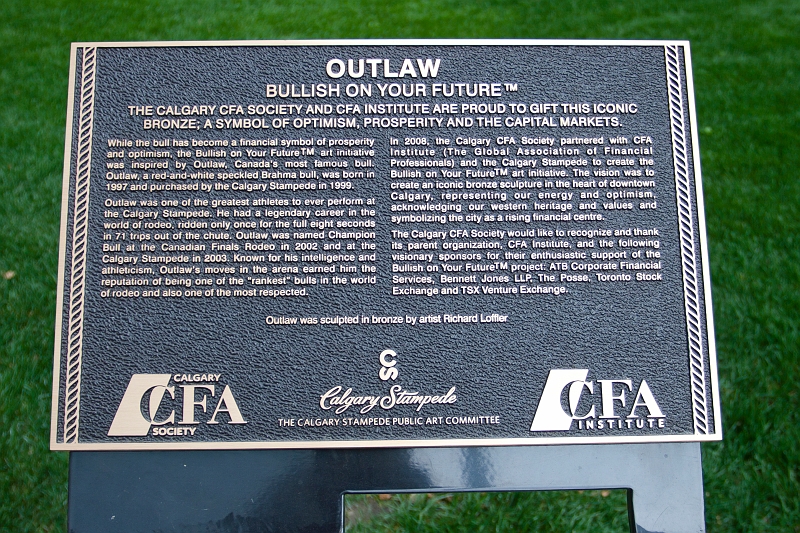 OUTLAW
BULLISH ON YOUR FUTURE™
THE CALGARY CFA SOCIETY AND CFA INSTITUTE ARE PROUD TO GIFT THIS ICONIC
BRONZE; A SYMBOL OF OPTIMISM, PROSPERITY AND THE CAPITAL MARKETS.
While the bull has become a financial symbol of prosperity
and optimism, the Bullish on Your Future™ art initiative
was inspired by Outlaw, Canada's most famous bull.
Outlaw, a red-and-white speckled Brahma bull, was born in
1997 and purchased by the Calgary Stampede in 1999.
Outlaw was one of the greatest athletes to ever perform at
the Calgary Stampede. He had a legendary career in the
world of rodeo, ridden only once for the full eight seconds
in 71 trips out of the chute. Outlaw was named Champion
Bull at the Canadian Finals Rodeo in 2002 and at the
Calgary Stampede in 2003. Known for his intelligence and
athleticism, Outlaw's moves in the arena earned him the
reputation of being one of the "rankest" bulls in the world
of rodeo and also one of the most respected.
In 2008, the Calgary CFA Society partnered with CFA
Institute (The Global Association of Financial
Professionals) and the Calgary Stampede to create the
Bullish on Your Future™ art initiative. The vision was to
create an iconic bronze sculpture in the heart of downtown
Calgary, representing our energy and optimism,
acknowledging our western heritage and values and
symbolizing the city as a rising financial centre.
The Calgary CFA Society would like to recognize and thank
its parent organization, CFA Institute, and the following
visionary sponsors for their enthusiastic support of the
Bullish on Your Future™ project: ATB Corporate Financial
Services, Bennett Jones LLP, The Posse, Toronto Stock
Exchange and TSX Venture Exchange.
Outlaw was sculpted in bronze by artist Richard Loffler
CALGARY
CFA
SOCIETY
SC
Calgary Stampede
THE CALGARY STAMPEDE PUBLIC ART COMMITTEE
CFA
INSTITUTE